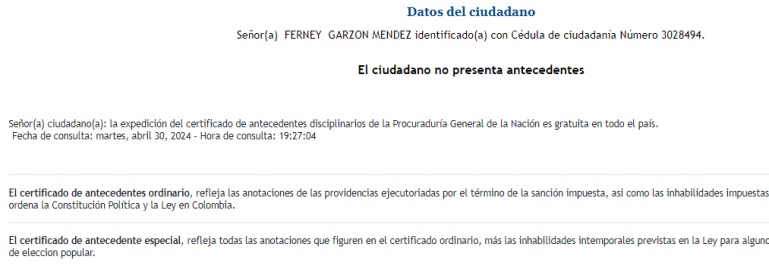 Datos del ciudadano
Señor(a) FERNEY GARZON MENDEZ identificado(a) con Cédula de ciudadanía Número 3028494.
El ciudadano no presenta antecedentes
Señor(a) ciudadano(a): la expedición del certificado de antecedentes disciplinarios de la Procuraduría General de la Nación es gratuita en todo el país.
Fecha de consulta: martes, abril 30, 2024 - Hora de consulta: 19:27:04
El certificado de antecedentes ordinario, refleja las anotaciones de las providencias ejecutoriadas por el término de la sanción impuesta, asi como las inhabilidades impuestas
ordena la Constitución Política y la Ley en Colombia.
El certificado de antecedente especial, refleja todas las anotaciones que figuren en el certificado ordinario, más las inhabilidades intemporales previstas en la Ley para
de eleccion popular.